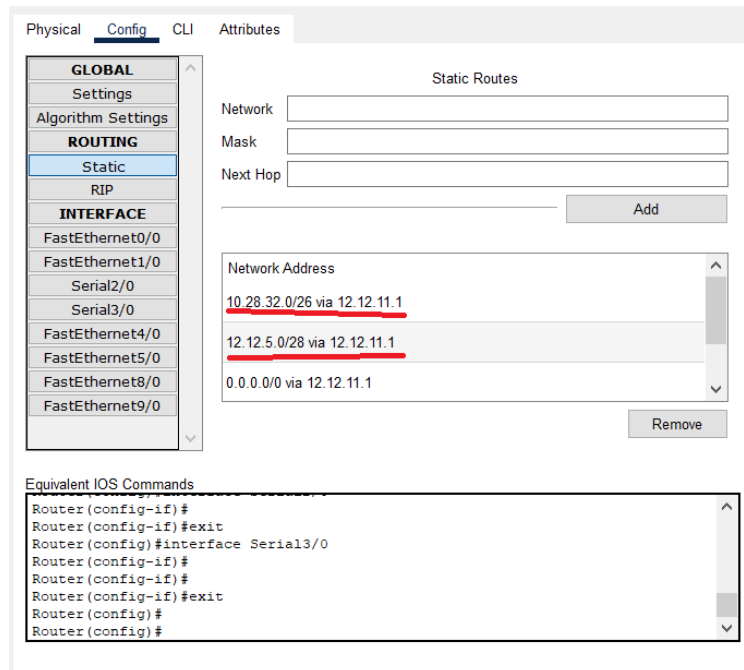 Physical Config CLI Attributes
GLOBAL
Settings
Algorithm Settings
ROUTING
Static
RIP
INTERFACE
FastEthernet0/0
FastEthernet1/0
Serial2/0
Serial3/0
FastEthernet4/0
FastEthernet5/0
FastEthernet8/0
FastEthernet9/0
Static Routes
Network
Mask
Next Hop
Add
Network Address
10.28.32.0/26 via 12.12.11.1
12.12.5.0/28 via 12.12.11.1
0.0.0.0/0 via 12.12.11.1
Remove
Equivalent IOS Commands
Router(config-if)#
Router(config-if)#exit
Router(config)#interface Serial3/0
Router(config-if)#
Router(config-if)#
Router(config-if)#exit
Router(config)#
Router(config)#